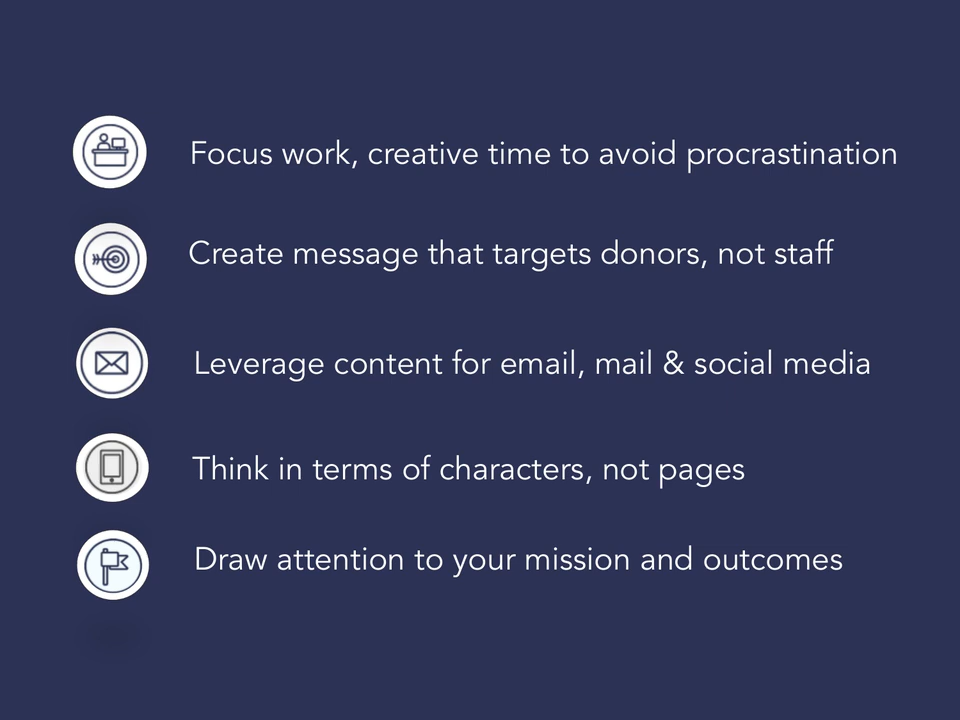 Focus work, creative time to avoid procrastination
Create message that targets donors, not staff
Leverage content for email, mail & social media
Think in terms of characters, not pages
Draw attention to your mission and outcomes